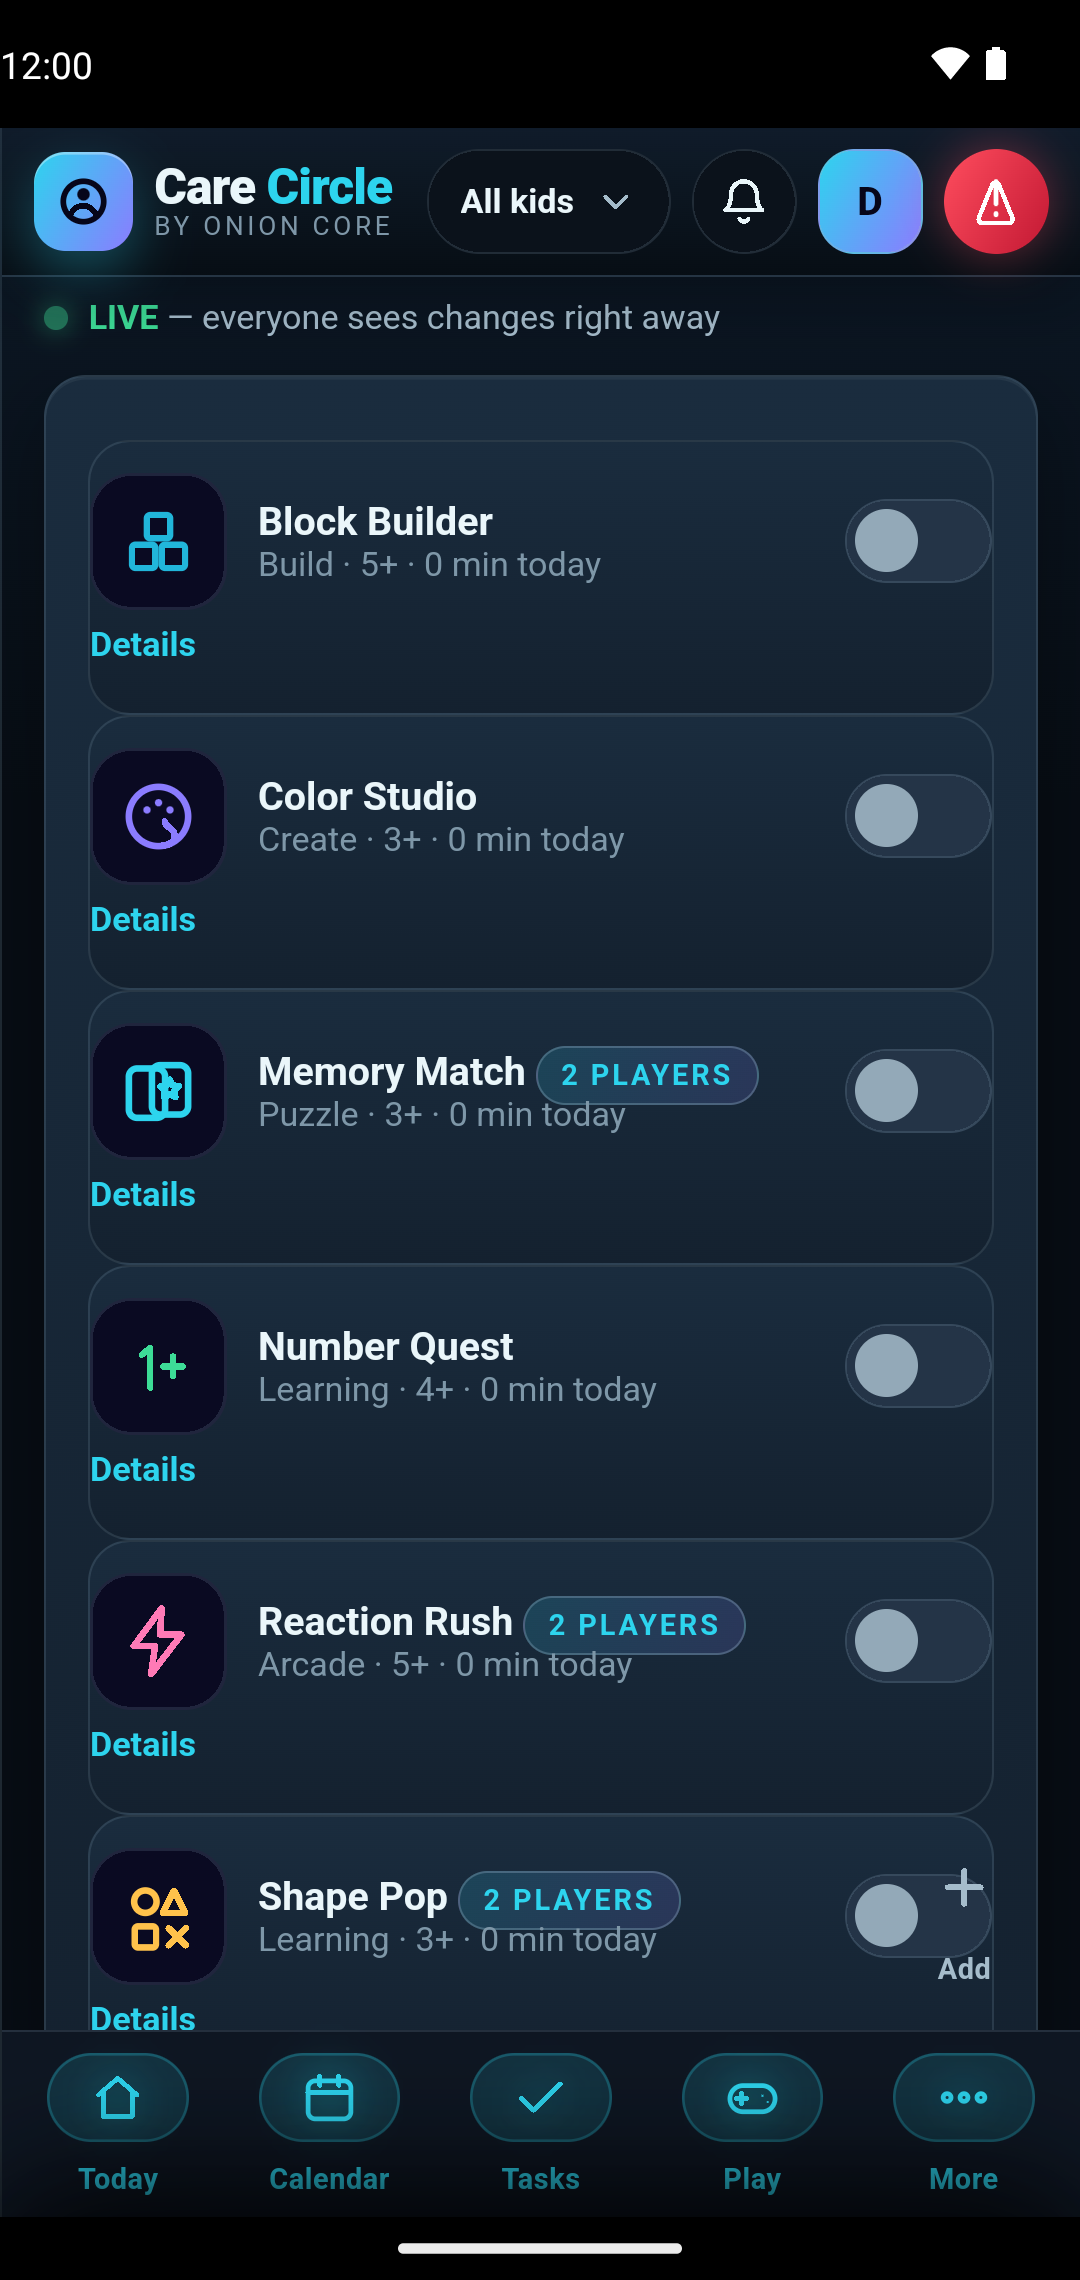 12:00
Care Circle
BY ONION CORE
All kids
D
LIVE — everyone sees changes right away
Block Builder
Build · 5+ · 0 min today
Details
Color Studio
Create · 3+ · 0 min today
Details
Memory Match 2 PLAYERS
Puzzle · 3+ · 0 min today
Details
1+ Number Quest
Learning · 4+ · 0 min today
Details
Reaction Rush 2 PLAYERS
Arcade · 5+ · 0 min today
Details
Shape Pop 2 PLAYERS
Learning · 3+ · 0 min today
Add
Details
Today Calendar Tasks Play More